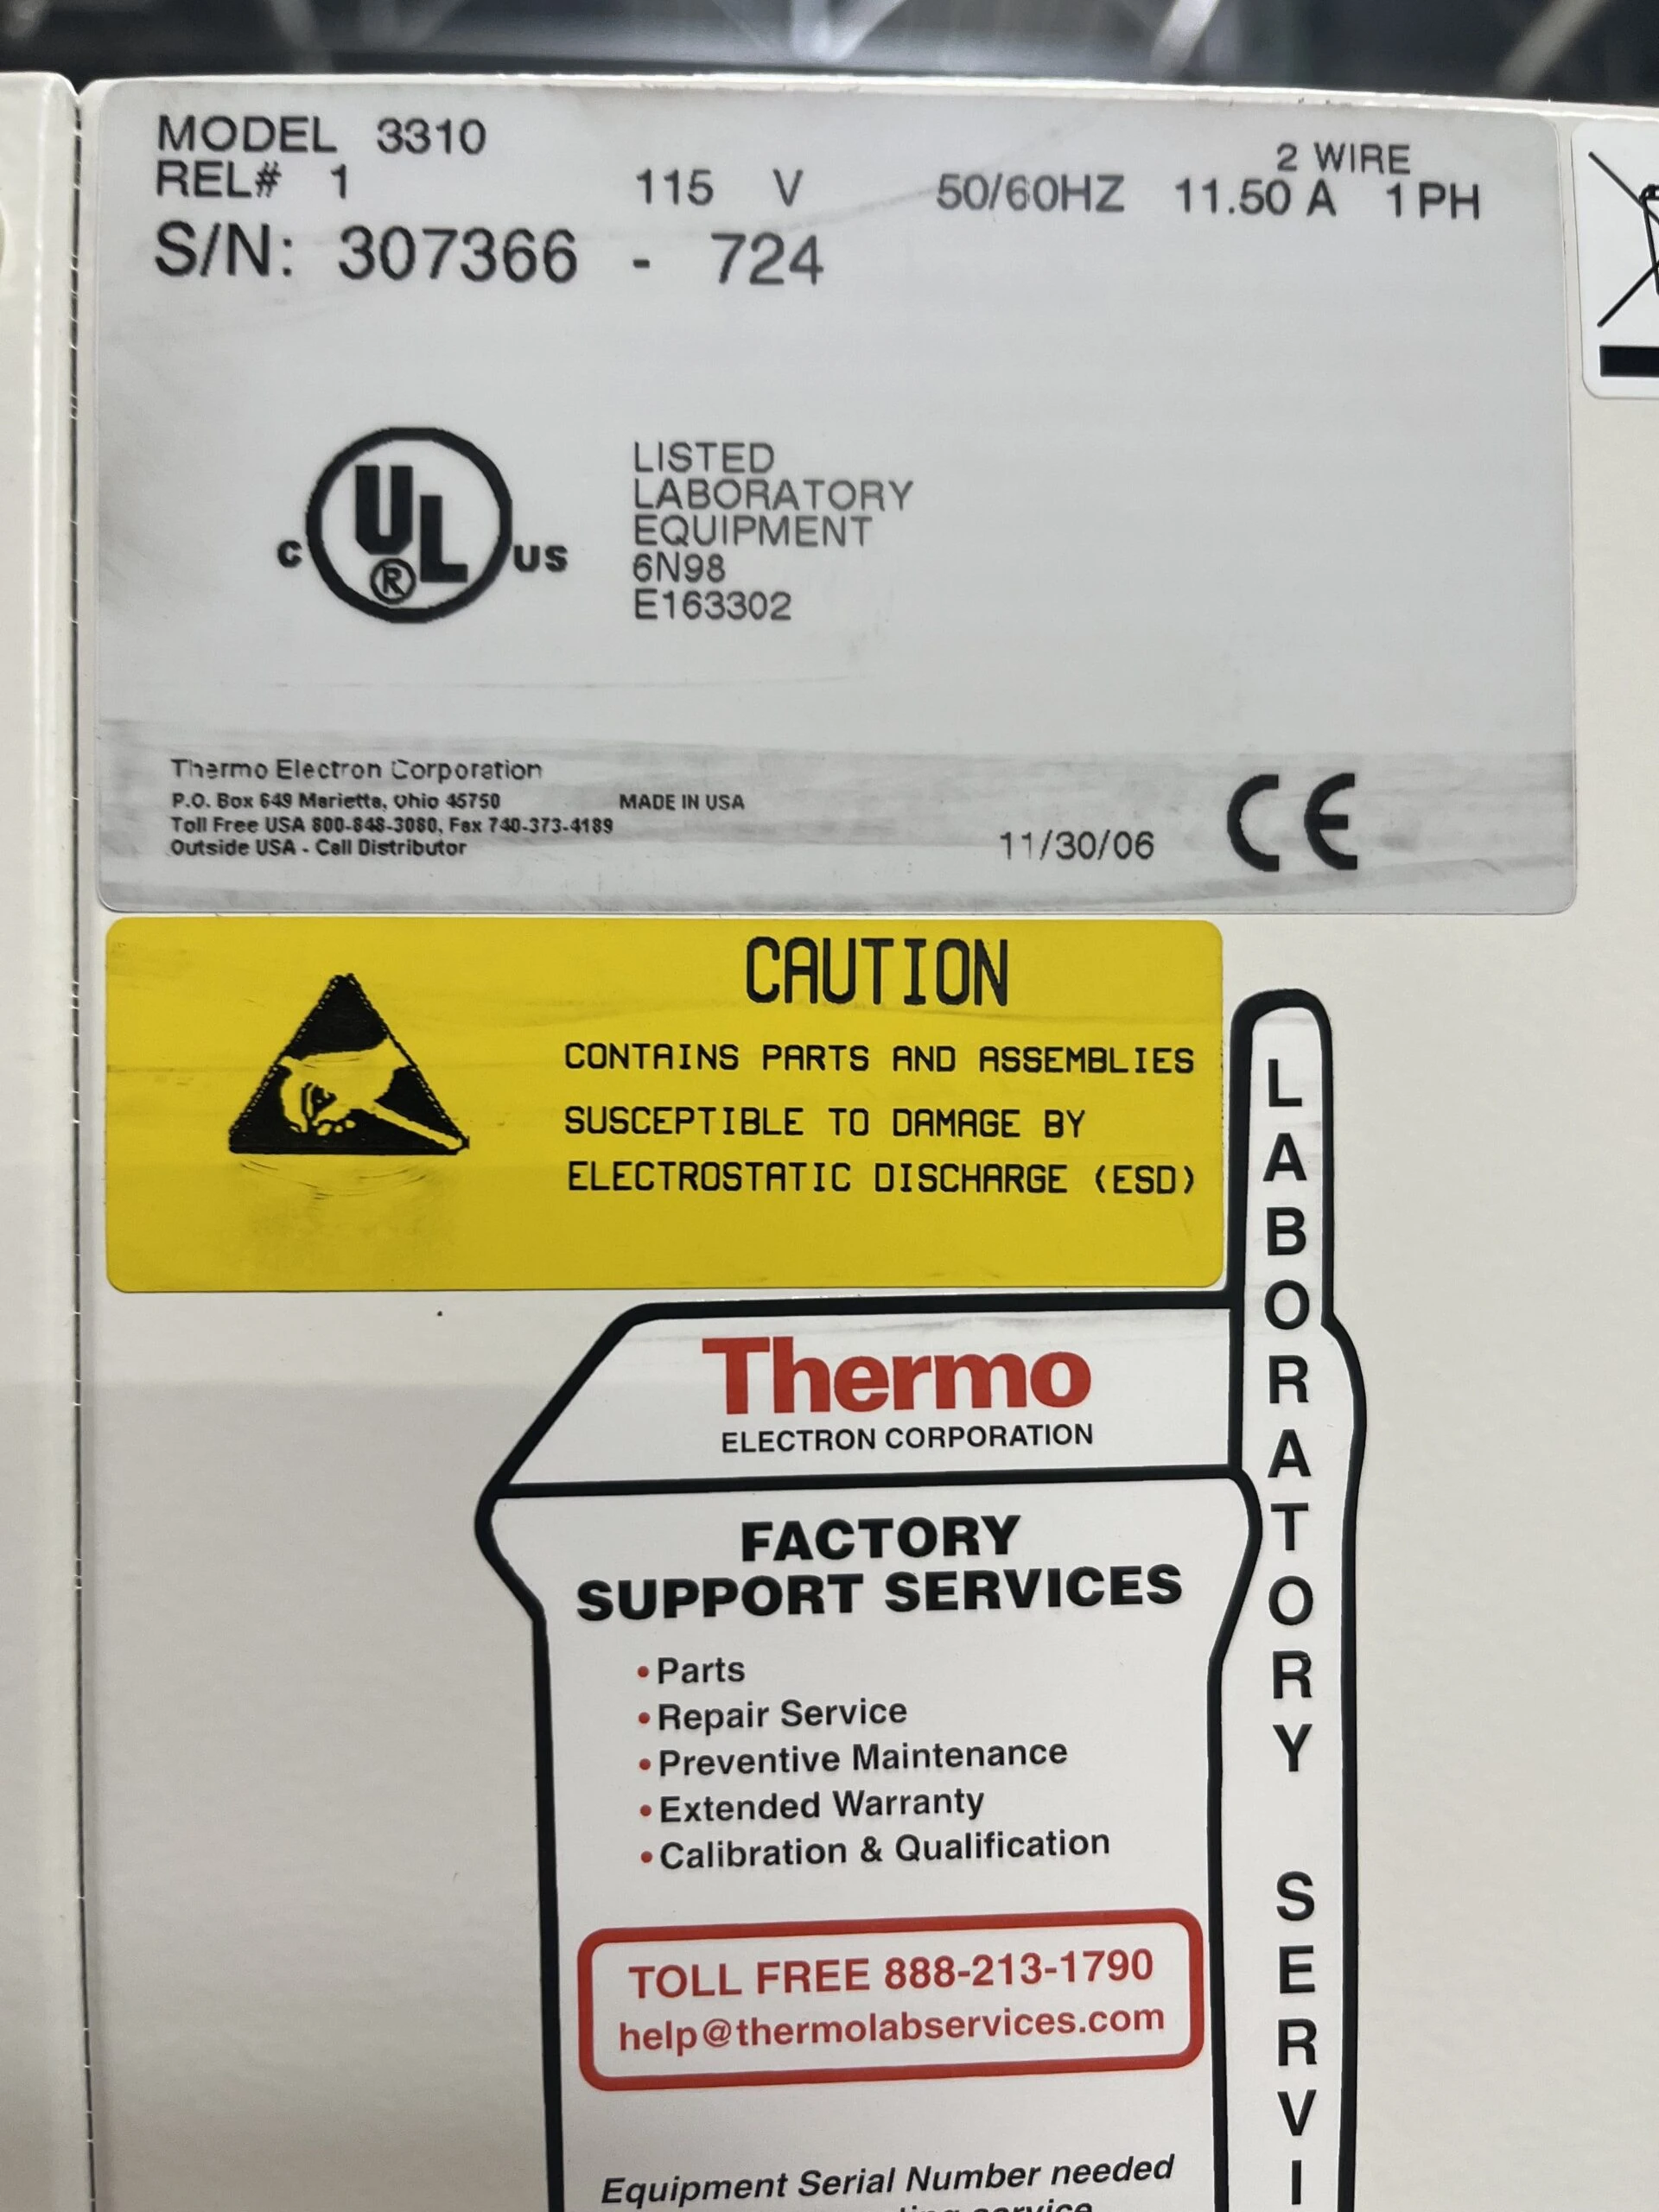 MODEL 3310
REL# 1
115 V 50/60HZ 11.50 A 1 PH
2 WIRE
S/N: 307366 - 724
C UL ® US
LISTED
LABORATORY
EQUIPMENT
6N98
E163302
Thermo Electron Corporation
P.O. Box 649 Marietta, Ohio 45750
MADE IN USA
Toll Free USA 800-848-3080, Fax 740-373-4189
Outside USA - Call Distributor
11/30/06
CE
CAUTION
CONTAINS PARTS AND ASSEMBLIES
SUSCEPTIBLE TO DAMAGE BY
ELECTROSTATIC DISCHARGE (ESD)
Thermo
ELECTRON CORPORATION
FACTORY
SUPPORT SERVICES
• Parts
• Repair Service
• Preventive Maintenance
• Extended Warranty
• Calibration & Qualification
TOLL FREE 888-213-1790
help@thermolabservices.com
Equipment Serial Number needed
service
LABORATORY SERVI